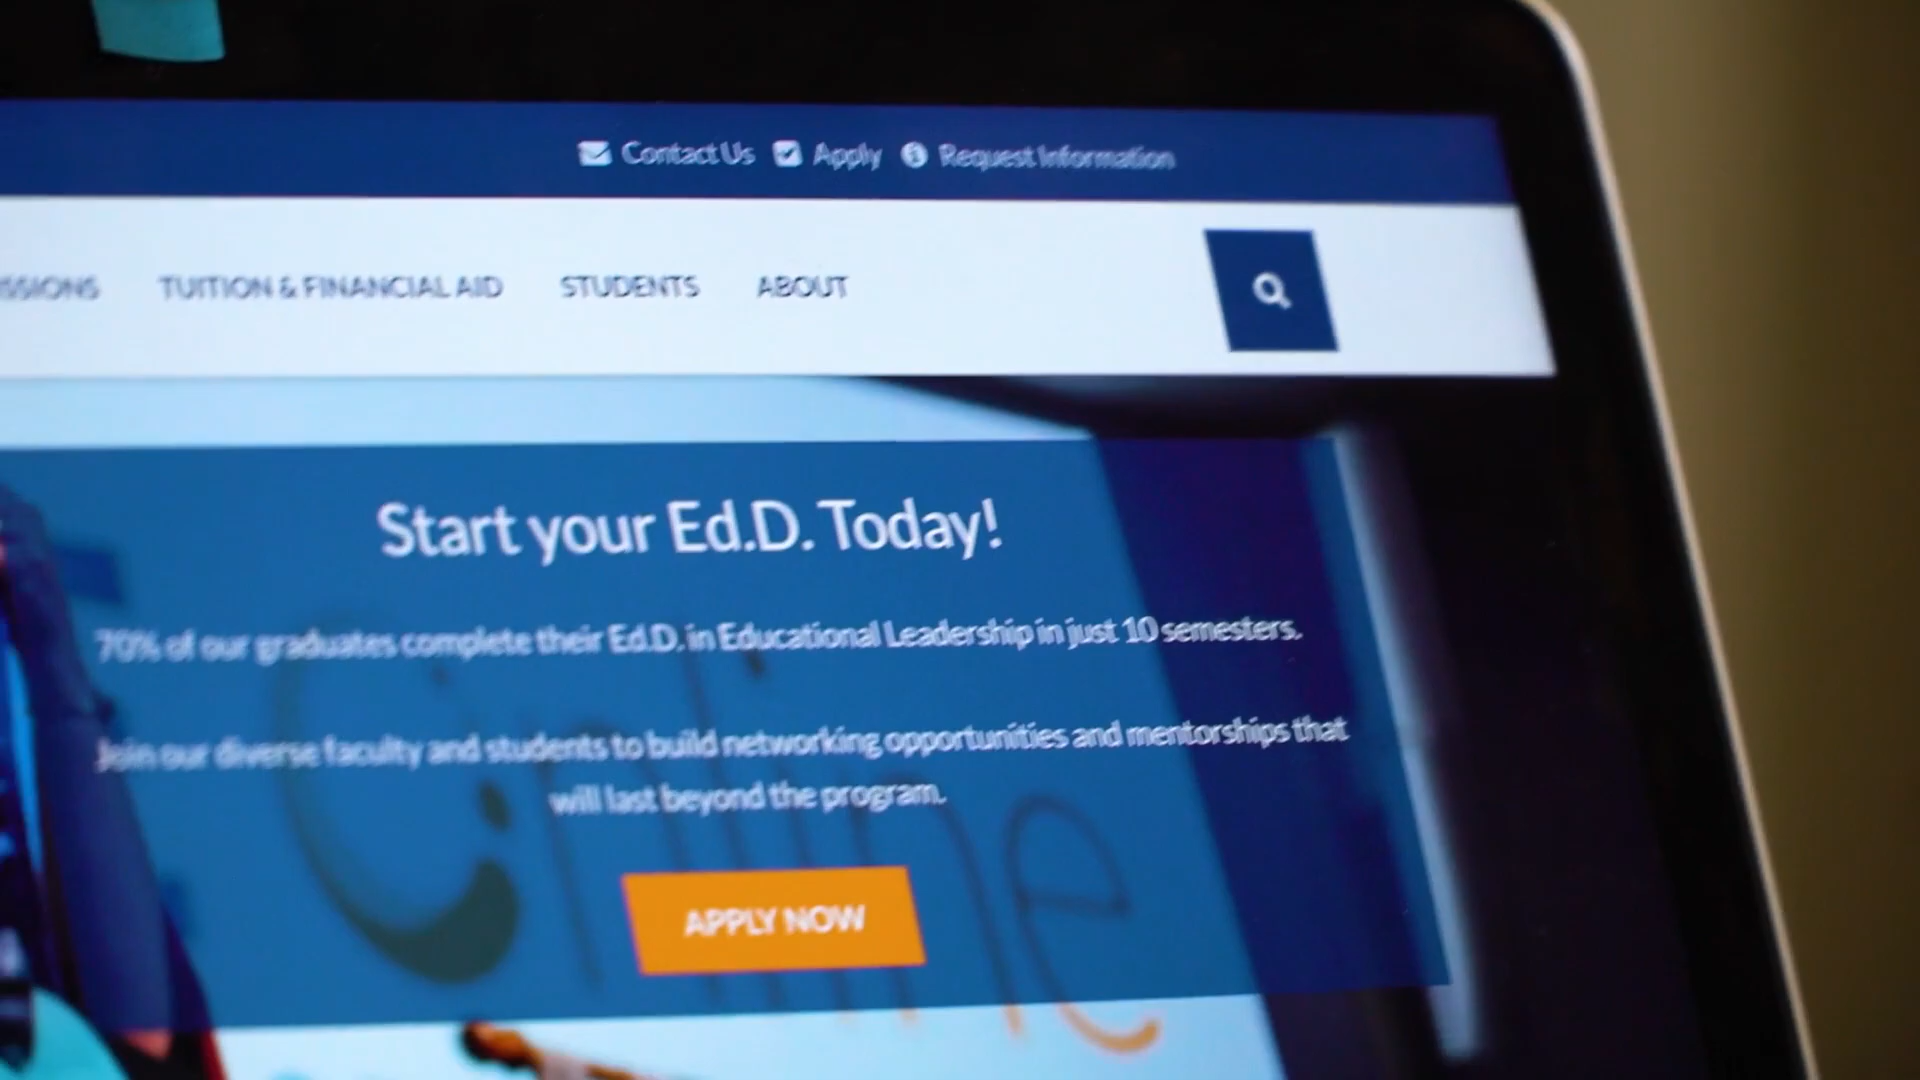 Contact Us Apply Request Information
SSIONS TUITION & FINANCIAL AID STUDENTS ABOUT
Start your Ed.D. Today!
70% of our graduates complete their Ed.D. in Educational Leadership in just 10 semesters.
Join our diverse faculty and students to build networking opportunities and mentorships that
will last beyond the program.
Online
APPLY NOW